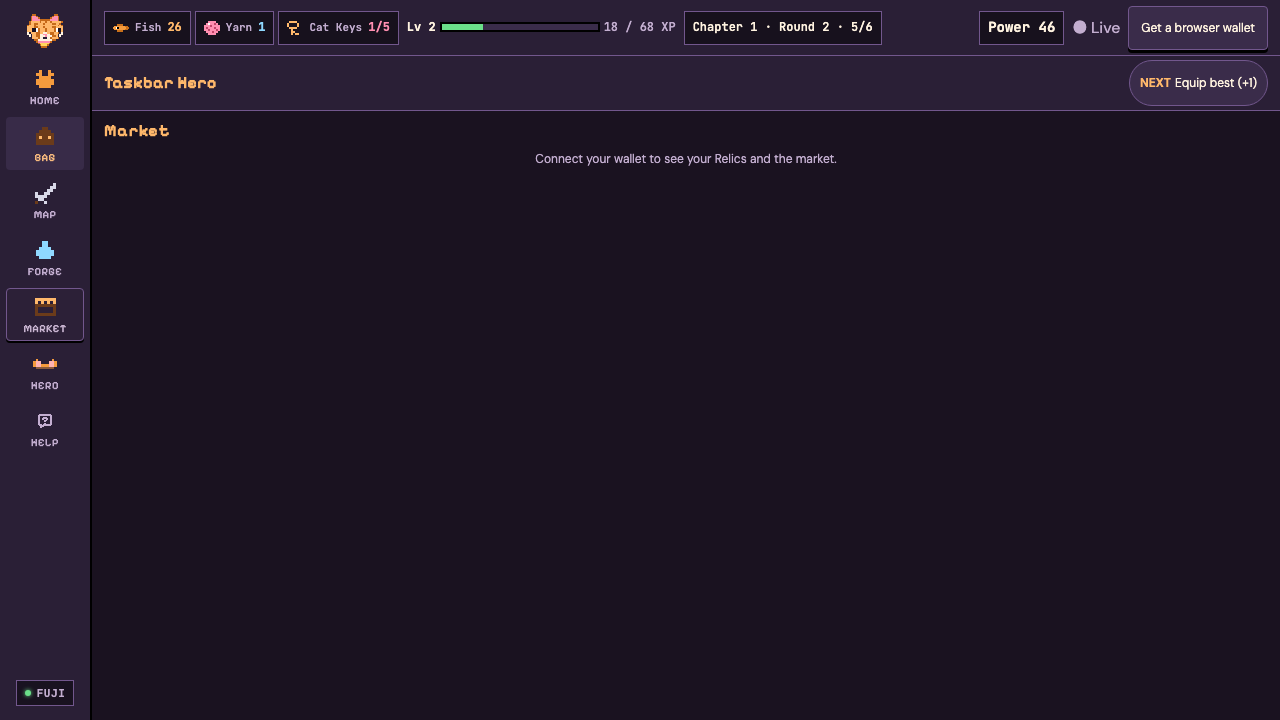 Fish 26
Yarn 1
Cat Keys 1/5
Lv 2
18 / 68 XP
Chapter 1 · Round 2 · 5/6
Power 46
Live
Get a browser wallet
HOME
BAG
MAP
FORGE
MARKET
HERO
HELP
FUJI
Taskbar Hero
NEXT Equip best (+1)
Market
Connect your wallet to see your Relics and the market.